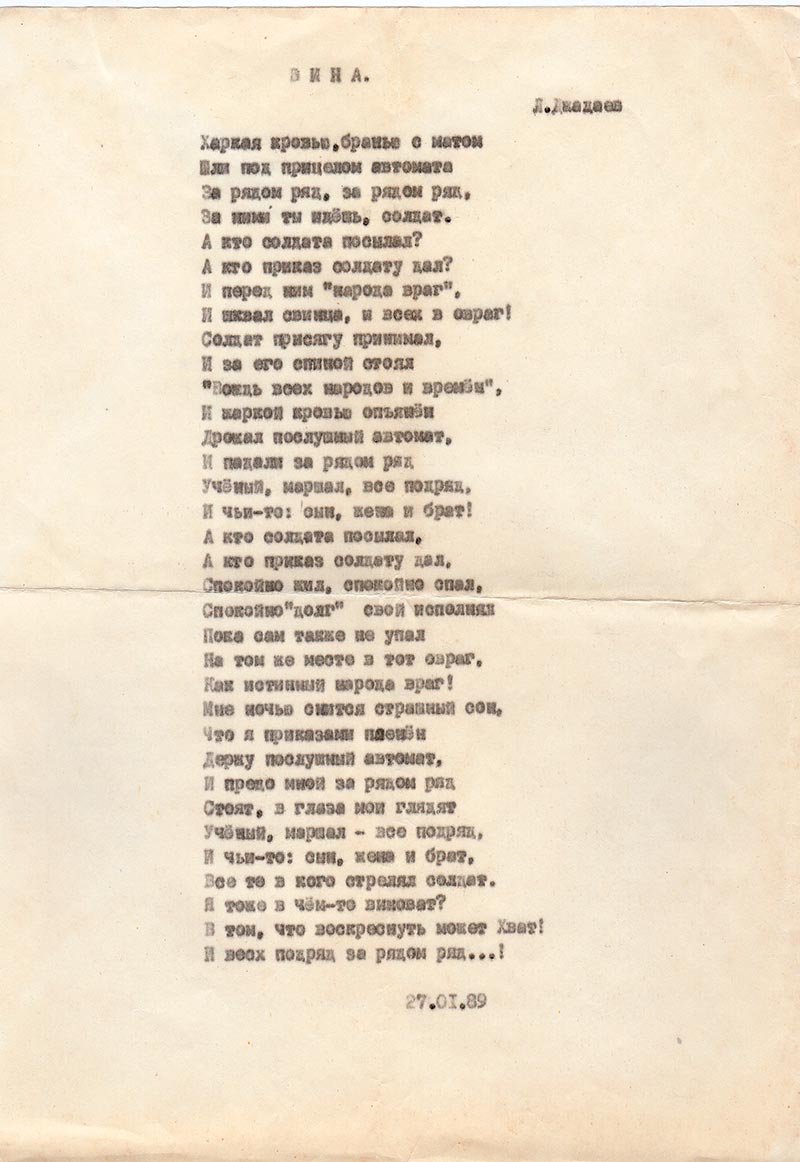 В И Н А.
Л.Джадаев
Харкая кровью,бранью с матом
Шли под прицелом автомата
За рядом ряд, за рядом ряд,
За ними ты идёшь, солдат.
А кто солдата посылал?
А кто приказ солдату дал?
И перед ним "народа враг",
И шквал свинца, и всех в овраг!
Солдат присягу принимал,
И за его спиной стоял
"Вождь всех народов и времён",
И жаркой кровью опьянён
Дрожал послушный автомат,
И падали за рядом ряд
Учёный, маршал, все подряд,
И чьи-то: сын, жена и брат!
А кто солдата посылал,
А кто приказ солдату дал,
Спокойно жил, спокойно спал,
Спокойно"долг" свой исполнял
Пока сам также не упал
На том же месте в тот овраг,
Как истинный народа враг!
Мне ночью снится страшный сон,
Что я приказами пленён
Держу послушный автомат,
И предо мной за рядом ряд
Стоят, в глаза мои глядят
Учёный, маршал - все подряд,
И чьи-то: сын, жена и брат,
Все те в кого стрелял солдат.
Я тоже в чём-то виноват?
В том, что воскреснуть может Хват!
И весх подряд за рядом ряд...!
27.0I.89